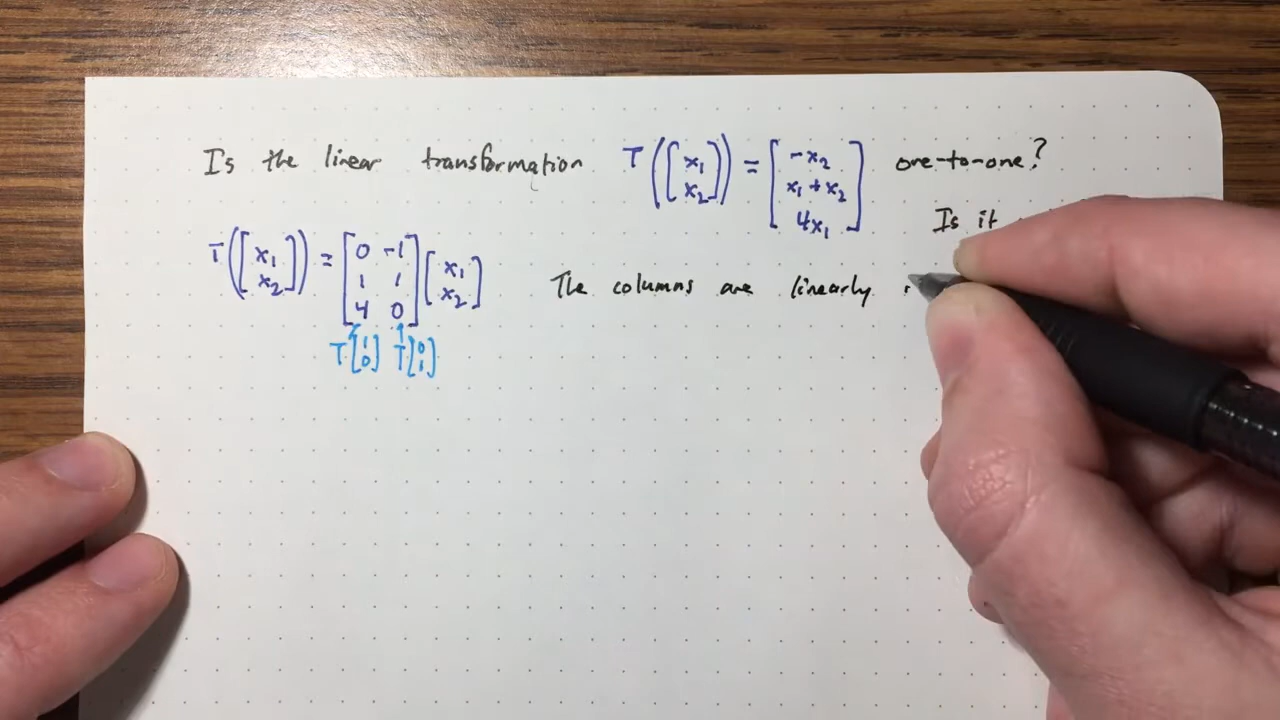 Is the linear transformation T([x₁ x₂]) = [-x₂ x₁+x₂ 4x₁] one-to-one?
Is it
T([x₁ x₂]) = [0 -1 1 1 4 0][x₁ x₂]
The columns are linearly
T[1 0] T[0 1]